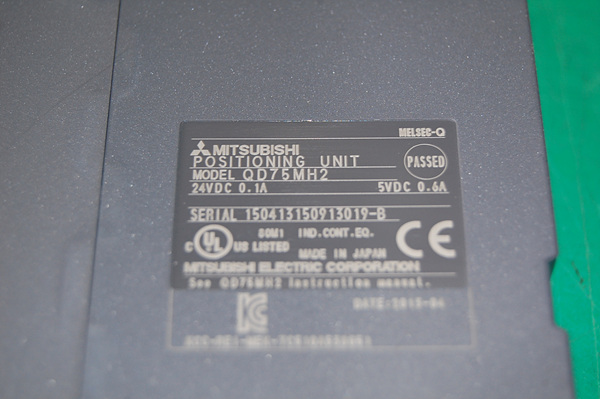 MELSEC-Q
MITSUBISHI
POSITIONING UNIT
PASSED
MODEL QD75MH2
24VDC 0.1A 5VDC 0.6A
SERIAL 150413150913019-B
C UL US LISTED 80M1 IND.CONT.EQ. CE
MADE IN JAPAN
MITSUBISHI ELECTRIC CORPORATION
See QD75MH2 Instruction manual.
DATE:2015-04